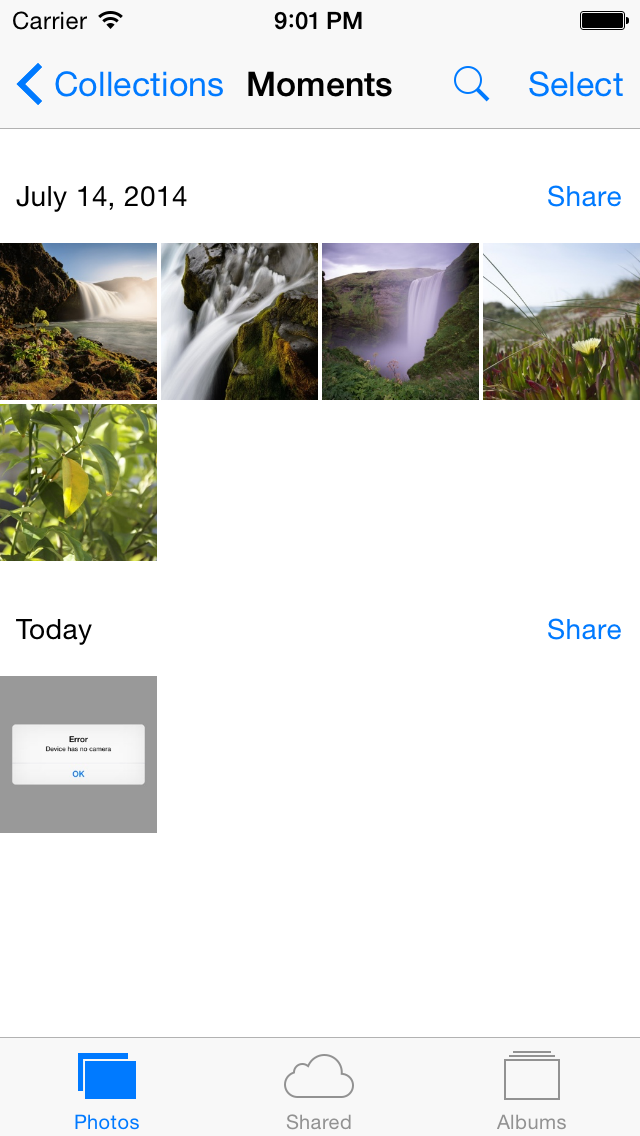 Carrier 9:01 PM
Collections Moments Select
July 14, 2014 Share
Today Share
Error
Device has no camera
OK
Photos Shared Albums